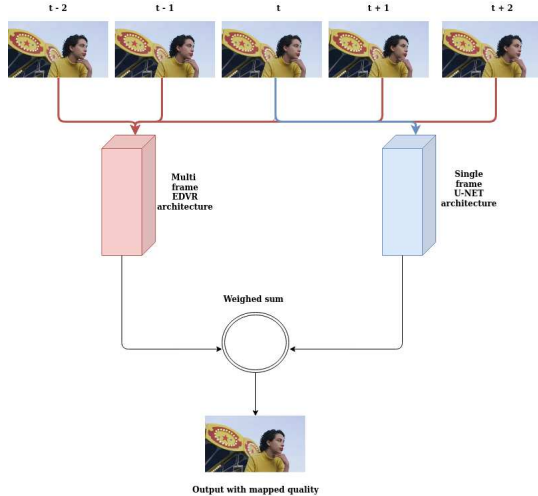 t - 2
t - 1
t
t + 1
t + 2
Multi
frame
EDVR
architecture
Single
frame
U-NET
architecture
Weighed sum
Output with mapped quality